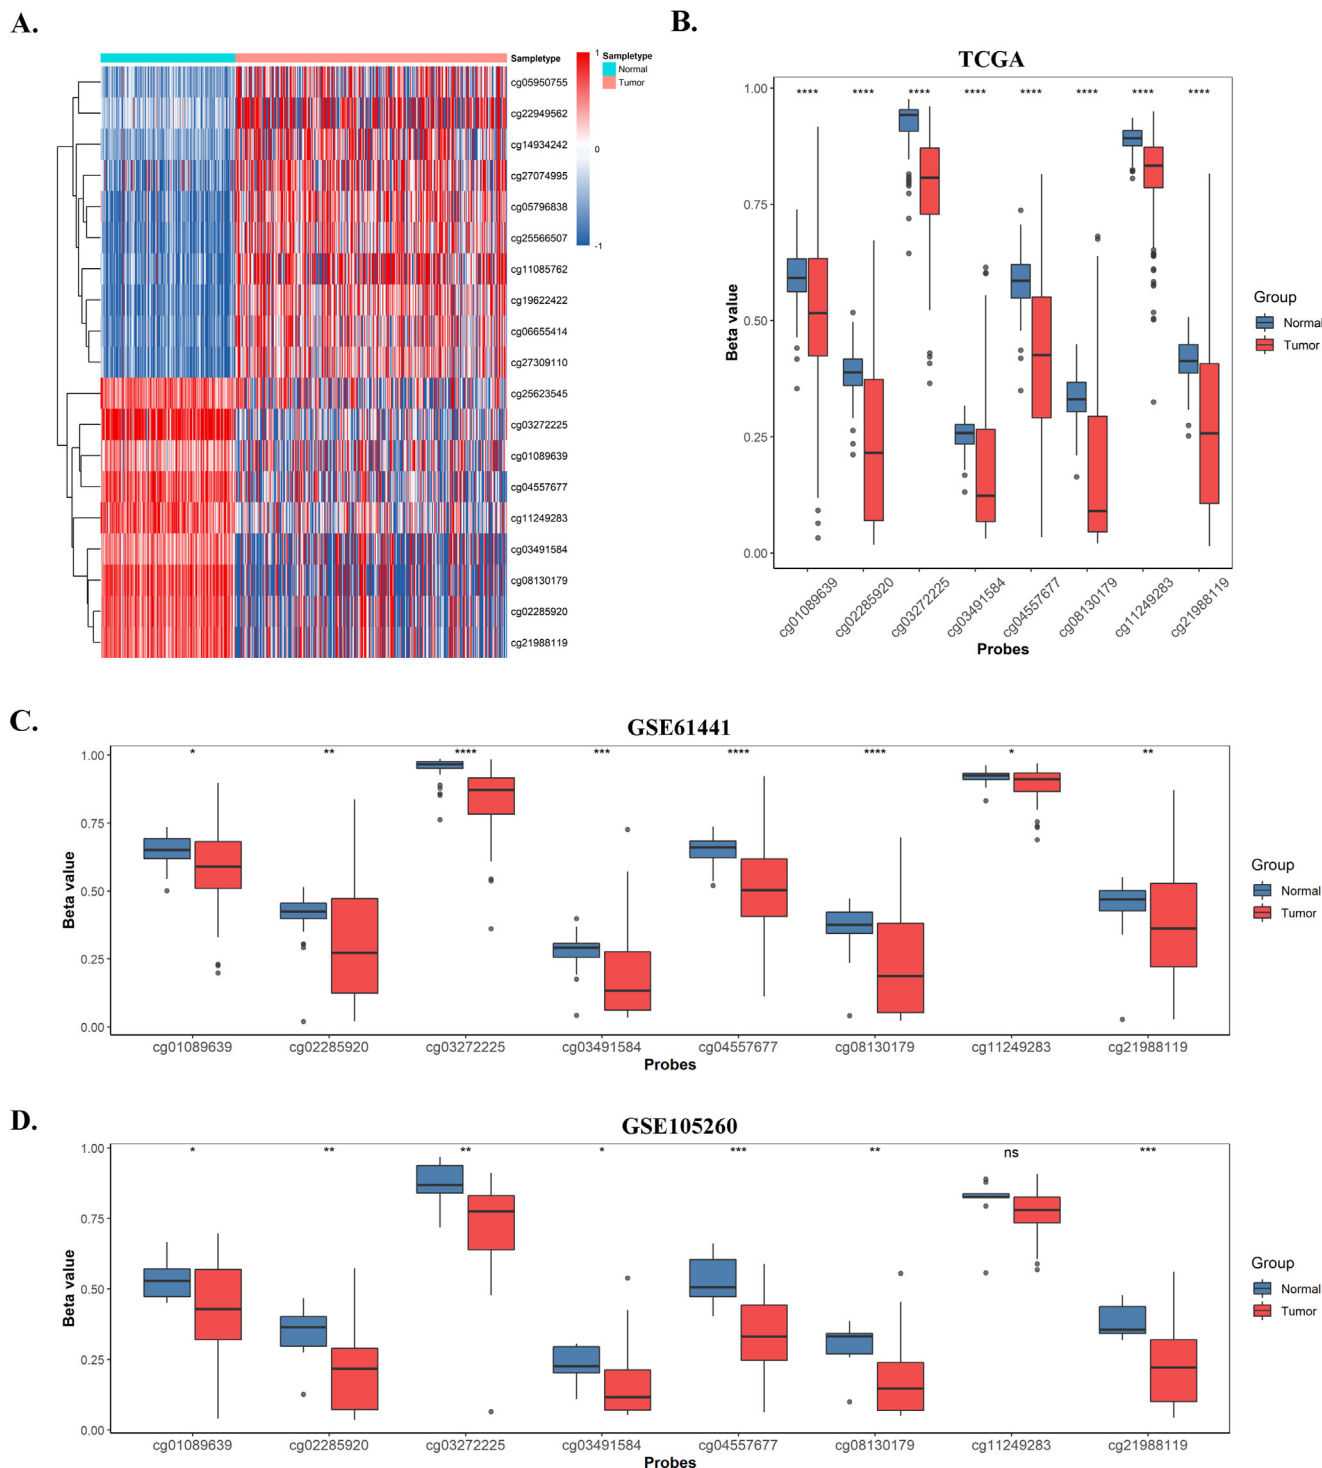 A.
Sampletype
cg05950755
cg22949562
cg14934242
cg27074995
cg05796838
cg25566507
cg11085762
cg19622422
cg06655414
cg27309110
cg25623545
cg03272225
cg01089639
cg04557677
cg11249283
cg03491584
cg08130179
cg02285920
cg21988119
1
0
-1
Sampletype
Normal
Tumor
B.
TCGA
**** **** **** **** **** **** **** ****
1.00
0.75
0.50
0.25
0.00
Beta value
cg01089639 cg02285920 cg03272225 cg03491584 cg04557677 cg08130179 cg11249283 cg21988119
Probes
Group
Normal
Tumor
C.
GSE61441
* ** **** *** **** **** * **
1.00
0.75
0.50
0.25
0.00
Beta value
cg01089639 cg02285920 cg03272225 cg03491584 cg04557677 cg08130179 cg11249283 cg21988119
Probes
Group
Normal
Tumor
D.
GSE105260
* ** ** * *** ** ns ***
1.00
0.75
0.50
0.25
0.00
Beta value
cg01089639 cg02285920 cg03272225 cg03491584 cg04557677 cg08130179 cg11249283 cg21988119
Probes
Group
Normal
Tumor